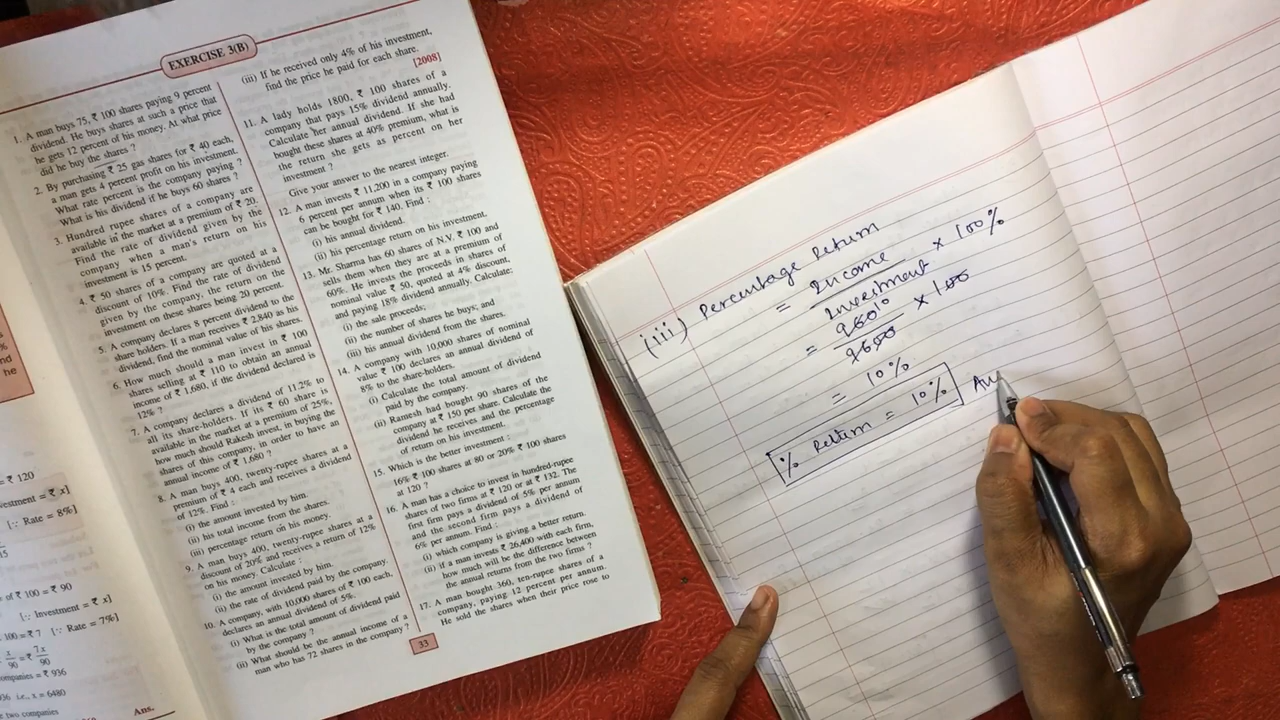 EXERCISE 3(B)
1. A man buys 75, ₹ 100 shares paying 9 percent
dividend. He buys shares at such a price that
he gets 12 percent of his money. At what price
did he buy the shares ?
2. By purchasing ₹ 25 gas shares for ₹ 40 each,
a man gets 4 percent profit on his investment.
What rate percent is the company paying ?
What is his dividend if he buys 60 shares ?
3. Hundred rupee shares of a company are
available in the market at a premium of ₹ 20.
Find the rate of dividend given by the
company when a man's return on his
investment is 15 percent.
4. ₹ 50 shares of a company are quoted at a
discount of 10%. Find the rate of dividend
given by the company, the return on the
investment on these shares being 20 percent.
5. A company declares 8 percent dividend to the
share holders. If a man receives ₹ 2,840 as his
dividend, find the nominal value of his shares.
6. How much should a man invest in ₹ 100
shares selling at ₹ 110 to obtain an annual
income of ₹ 1,680, if the dividend declared is
12% ?
7. A company declares a dividend of 11.2% to
all its share-holders. If its ₹ 60 share is
available in the market at a premium of 25%,
how much should Rakesh invest, in buying the
shares of this company, in order to have an
annual income of ₹ 1,680 ?
8. A man buys 400, twenty-rupee shares at a
premium of ₹ 4 each and receives a dividend
of 12%. Find :
(i) the amount invested by him.
(ii) his total income from the shares.
(iii) percentage return on his money.
9. A man buys 400, twenty-rupee shares at a
discount of 20% and receives a return of 12%
on his money. Calculate :
(i) the amount invested by him.
(ii) the rate of dividend paid by the company.
10. A company, with 10,000 shares of ₹ 100 each,
declares an annual dividend of 5%.
(i) What is the total amount of dividend paid
by the company ?
(ii) What should be the annual income of a
man who has 72 shares in the company ?
(iii) If he received only 4% of his investment,
find the price he paid for each share.
[2008]
11. A lady holds 1800, ₹ 100 shares of a
company that pays 15% dividend annually.
Calculate her annual dividend. If she had
bought these shares at 40% premium, what is
the return she gets as percent on her
investment ?
Give your answer to the nearest integer.
12. A man invests ₹ 11,200 in a company paying
6 percent per annum when its ₹ 100 shares
can be bought for ₹ 140. Find :
(i) his annual dividend.
(ii) his percentage return on his investment.
13. Mr. Sharma has 60 shares of N.V. ₹ 100 and
sells them when they are at a premium of
60%. He invests the proceeds in shares of
nominal value ₹ 50, quoted at 4% discount,
and paying 18% dividend annually. Calculate:
(i) the sale proceeds;
(ii) the number of shares he buys; and
(iii) his annual dividend from the shares.
14. A company with 10,000 shares of nominal
value ₹ 100 declares an annual dividend of
8% to the share-holders.
(i) Calculate the total amount of dividend
paid by the company.
(ii) Ramesh had bought 90 shares of the
company at ₹ 150 per share. Calculate the
dividend he receives and the percentage
of return on his investment.
15. Which is the better investment :
16% ₹ 100 shares at 80 or 20% ₹ 100 shares
at 120 ?
16. A man has a choice to invest in hundred-rupee
shares of two firms at ₹ 120 or at ₹ 132. The
first firm pays a dividend of 5% per annum
and the second firm pays a dividend of
6% per annum. Find :
(i) which company is giving a better return.
(ii) if a man invests ₹ 26,400 with each firm,
how much will be the difference between
the annual returns from the two firms ?
17. A man bought 360, ten-rupee shares of a
company, paying 12 percent per annum.
He sold the shares when their price rose to
33
= ₹ 120
[∵ Rate = 8%]
of 100 = ₹ 90
[∵ Investment = ₹ x]
[∵ Rate = 7%]
= ₹ 936
i.e., x = 6480
two companies
Ans.
(iii) Percentage Return
= Income / Investment × 100%
= 960 / 9600 × 100
= 10%
% Return = 10% An